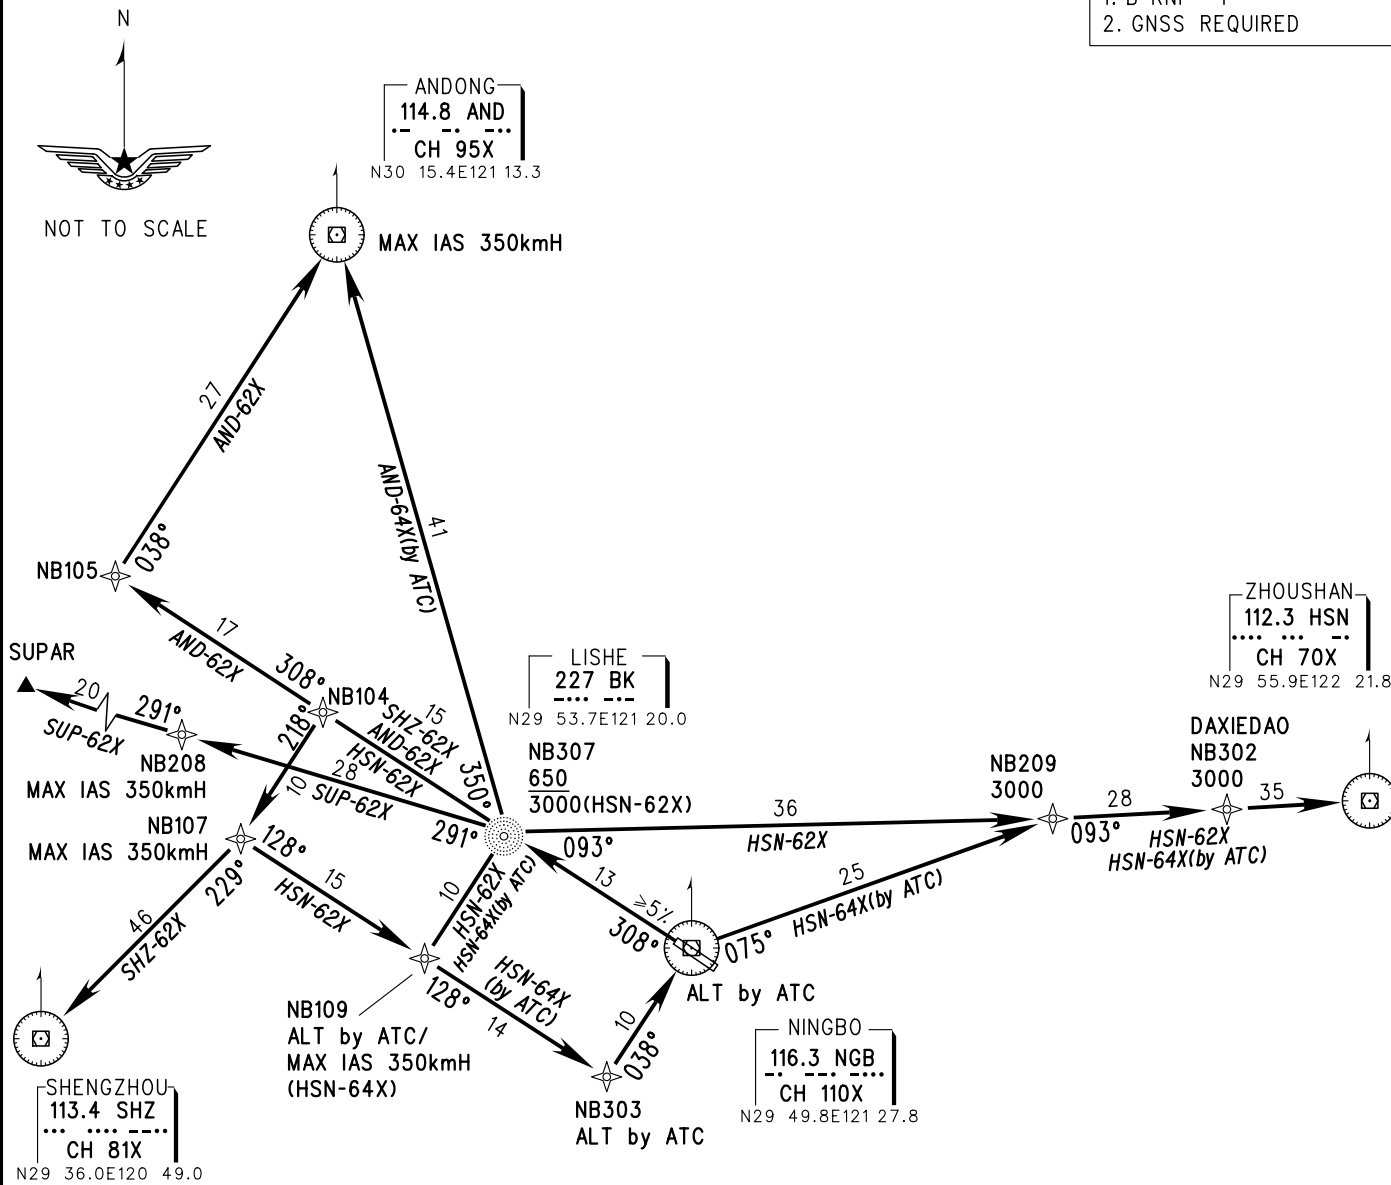 2. GNSS REQUIRED
N
NOT TO SCALE
ANDONG
114.8 AND
CH 95X
N30 15.4E121 13.3
MAX IAS 350kmH
27
AND-62X
038°
NB105
41
AND-64X(by ATC)
17
AND-62X
308°
SUPAR
20
SUP-62X
291°
NB208
MAX IAS 350kmH
NB104
218°
10
15
SHZ-62X
AND-62X
HSN-62X
28
SUP-62X
350°
291°
LISHE
227 BK
N29 53.7E121 20.0
NB307
650
3000(HSN-62X)
36
HSN-62X
093°
NB209
3000
28
093°
HSN-62X
HSN-64X(by ATC)
ZHOUSHAN
112.3 HSN
CH 70X
N29 55.9E122 21.8
DAXIEDAO
NB302
3000
35
NB107
MAX IAS 350kmH
128°
229°
15
HSN-62X
46
SHZ-62X
10
HSN-62X
HSN-64X(by ATC)
13
≥5%
308°
25
HSN-64X(by ATC)
075°
ALT by ATC
NB109
ALT by ATC/
MAX IAS 350kmH
(HSN-64X)
128°
HSN-64X
(by ATC)
14
10
038°
NB303
ALT by ATC
NINGBO
116.3 NGB
CH 110X
N29 49.8E121 27.8
SHENGZHOU
113.4 SHZ
CH 81X
N29 36.0E120 49.0